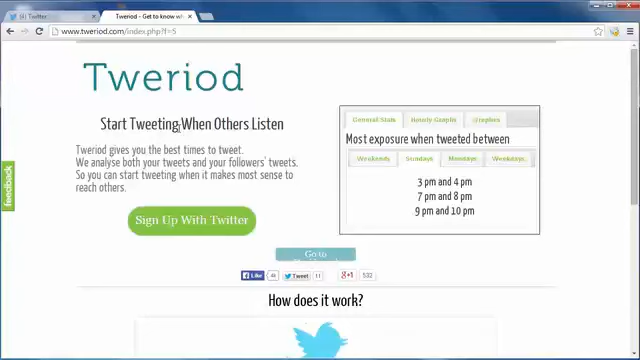 (4) Twitter
Tweriod - Get to know wh
www.tweriod.com/index.php?f=5
Tweriod
Start Tweeting When Others Listen
Tweriod gives you the best times to tweet.
We analyse both your tweets and your followers' tweets.
So you can start tweeting when it makes most sense to
reach others.
Sign Up With Twitter
General Stats
Hourly Graphs
Graphics
Most exposure when tweeted between
Weekends
Sundays
Mondays
Weekdays
3 pm and 4 pm
7 pm and 8 pm
9 pm and 10 pm
Go to
Like
Tweet
11
+1
532
How does it work?
feedback